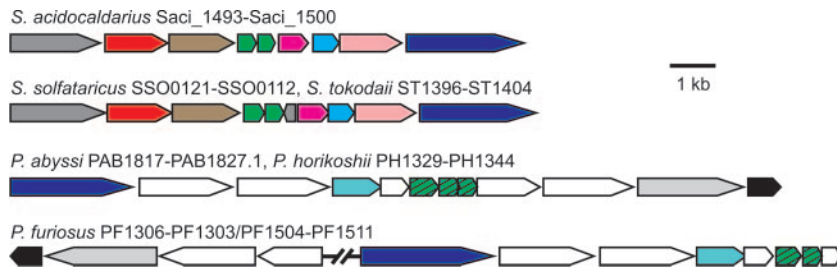 S. acidocaldarius Saci_1493-Saci_1500
1 kb
S. solfataricus SSO0121-SSO0112, S. tokodaii ST1396-ST1404
P. abyssi PAB1817-PAB1827.1, P. horikoshii PH1329-PH1344
P. furiosus PF1306-PF1303/PF1504-PF1511